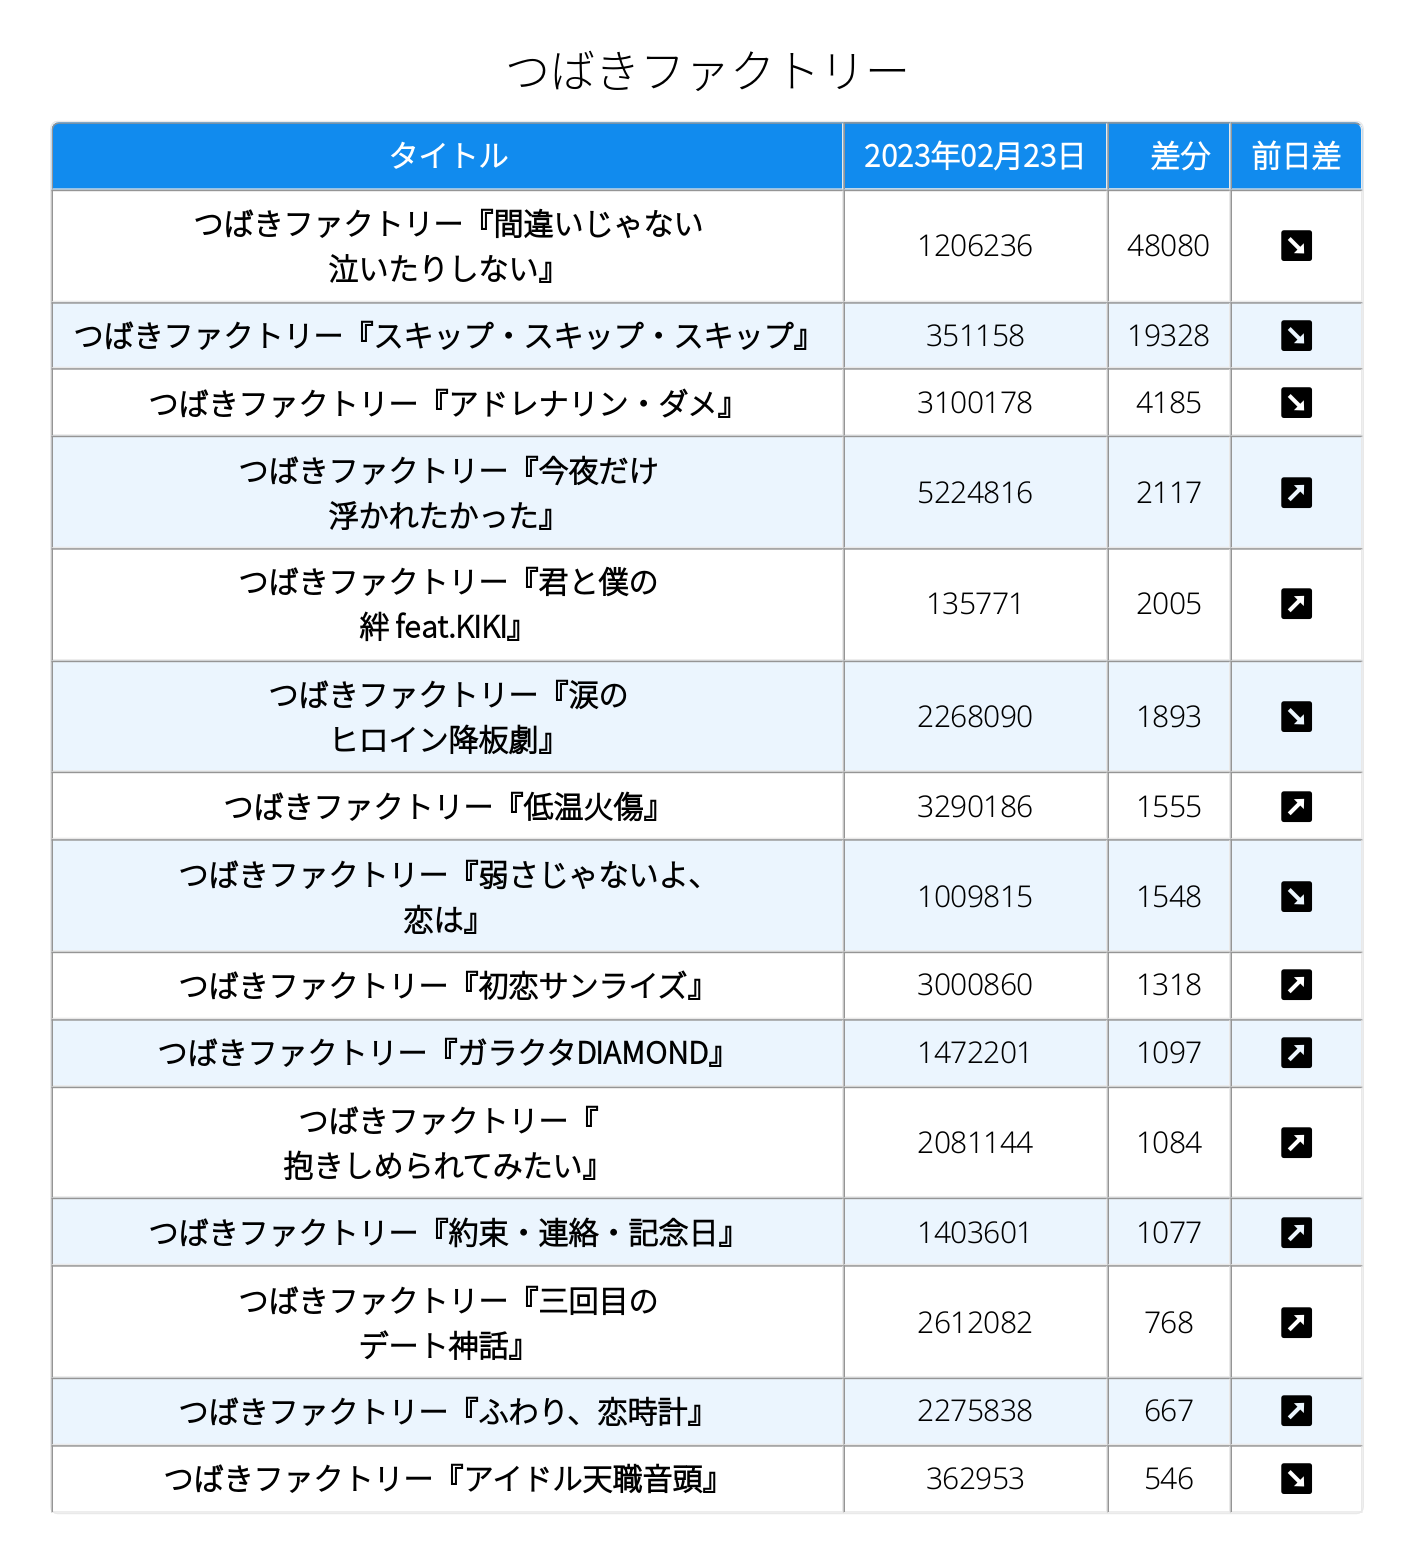 つばきファクトリー
タイトル 2023年02月23日 差分 前日差
つばきファクトリー『間違いじゃない
泣いたりしない』 1206236 48080
つばきファクトリー『スキップ・スキップ・スキップ』 351158 19328
つばきファクトリー『アドレナリン・ダメ』 3100178 4185
つばきファクトリー『今夜だけ
浮かれたかった』 5224816 2117
つばきファクトリー『君と僕の
絆 feat.KIKI』 135771 2005
つばきファクトリー『涙の
ヒロイン降板劇』 2268090 1893
つばきファクトリー『低温火傷』 3290186 1555
つばきファクトリー『弱さじゃないよ、
恋は』 1009815 1548
つばきファクトリー『初恋サンライズ』 3000860 1318
つばきファクトリー『ガラクタDIAMOND』 1472201 1097
つばきファクトリー『
抱きしめられてみたい』 2081144 1084
つばきファクトリー『約束・連絡・記念日』 1403601 1077
つばきファクトリー『三回目の
デート神話』 2612082 768
つばきファクトリー『ふわり、恋時計』 2275838 667
つばきファクトリー『アイドル天職音頭』 362953 546